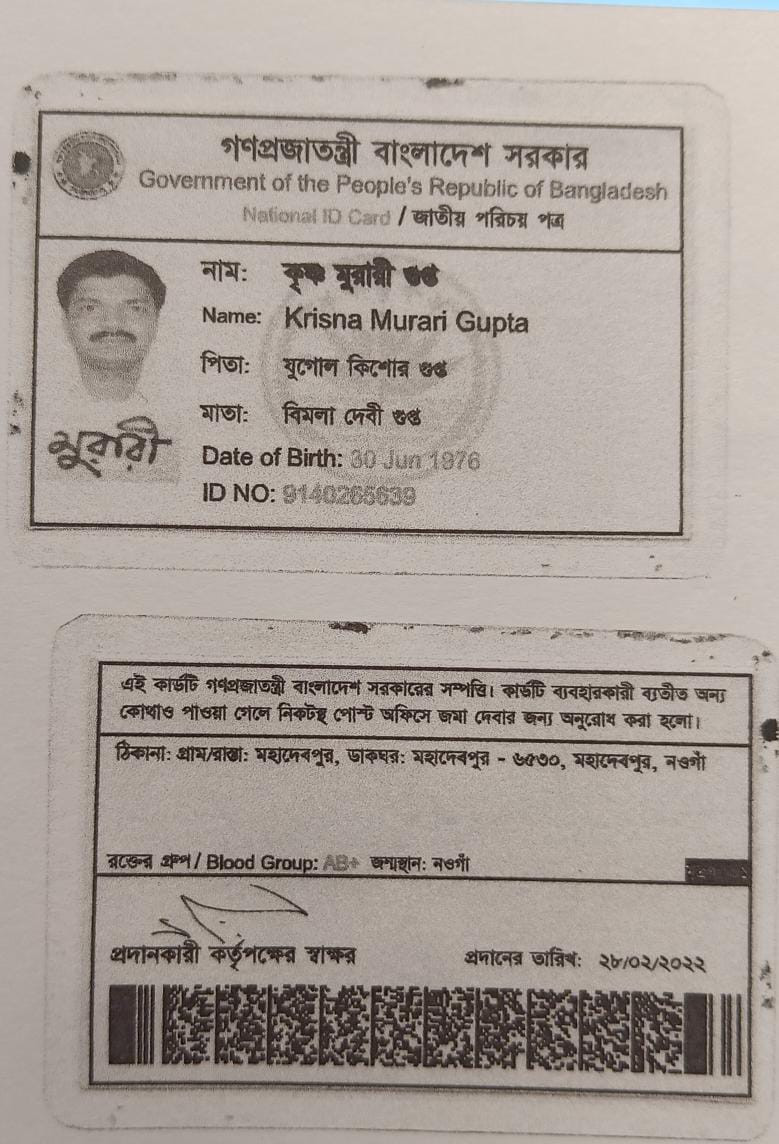 গণপ্রজাতন্ত্রী বাংলাদেশ সরকার
Government of the People's Republic of Bangladesh
National ID Card / জাতীয় পরিচয় পত্র
নাম: কৃষ্ণ মুরারী গুপ্ত
Name: Krisna Murari Gupta
পিতা: যুগোল কিশোর গুপ্ত
মাতা: বিমলা দেবী গুপ্ত
মুরারী
Date of Birth: 30 Jun 1976
ID NO: 9140265639
এই কার্ডটি গণপ্রজাতন্ত্রী বাংলাদেশ সরকারের সম্পত্তি। কার্ডটি ব্যবহারকারী ব্যতীত অন্য
কোথাও পাওয়া গেলে নিকটস্থ পোস্ট অফিসে জমা দেবার জন্য অনুরোধ করা হলো।
ঠিকানা: গ্রাম/রাস্তা: মহাদেবপুর, ডাকঘর: মহাদেবপুর - ৬৫৩০, মহাদেবপুর, নওগাঁ
রক্তের গ্রুপ / Blood Group: AB+ জন্মস্থান: নওগাঁ
প্রদানকারী কর্তৃপক্ষের স্বাক্ষর প্রদানের তারিখ: ২৮/০২/২০২২